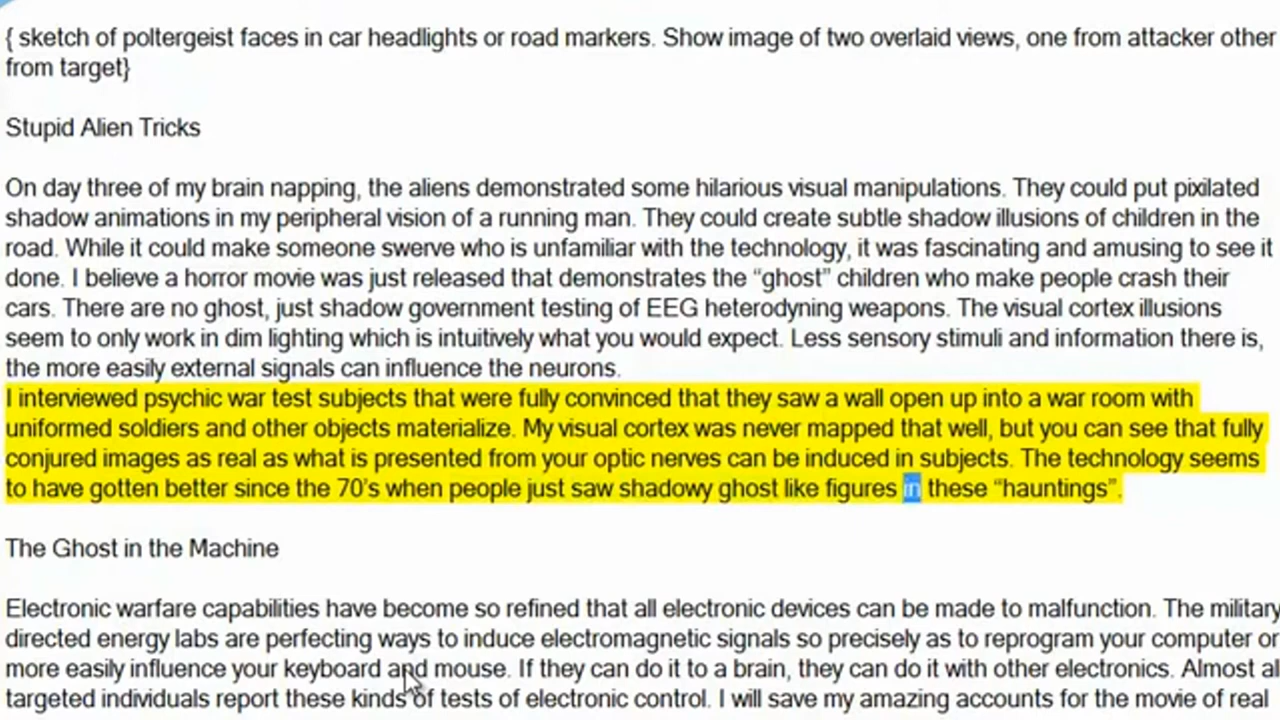 { sketch of poltergeist faces in car headlights or road markers. Show image of two overlaid views, one from attacker other
from target}
Stupid Alien Tricks
On day three of my brain napping, the aliens demonstrated some hilarious visual manipulations. They could put pixilated
shadow animations in my peripheral vision of a running man. They could create subtle shadow illusions of children in the
road. While it could make someone swerve who is unfamiliar with the technology, it was fascinating and amusing to see it
done. I believe a horror movie was just released that demonstrates the “ghost” children who make people crash their
cars. There are no ghost, just shadow government testing of EEG heterodyning weapons. The visual cortex illusions
seem to only work in dim lighting which is intuitively what you would expect. Less sensory stimuli and information there is,
the more easily external signals can influence the neurons.
I interviewed psychic war test subjects that were fully convinced that they saw a wall open up into a war room with
uniformed soldiers and other objects materialize. My visual cortex was never mapped that well, but you can see that fully
conjured images as real as what is presented from your optic nerves can be induced in subjects. The technology seems
to have gotten better since the 70’s when people just saw shadowy ghost like figures in these “hauntings”.
The Ghost in the Machine
Electronic warfare capabilities have become so refined that all electronic devices can be made to malfunction. The military
directed energy labs are perfecting ways to induce electromagnetic signals so precisely as to reprogram your computer or
more easily influence your keyboard and mouse. If they can do it to a brain, they can do it with other electronics. Almost al
targeted individuals report these kinds of tests of electronic control. I will save my amazing accounts for the movie of real